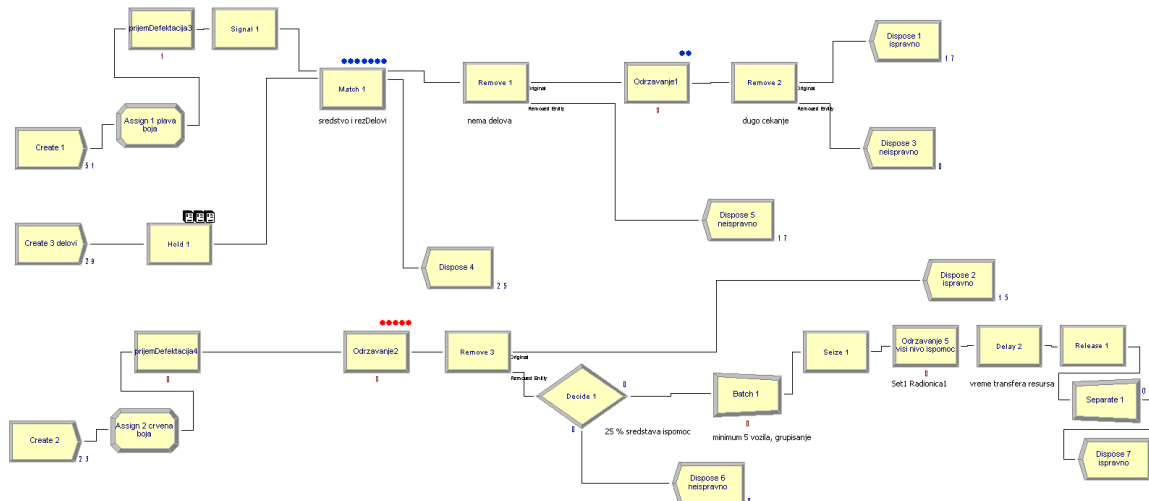 prijemDefektacija3
1
Signal 1
Dispose 1
ispravno
1 7
Match 1
sredstvo i rezDelovi
Remove 1
Original
Removed Entity
nema delova
Odrzavanje1
0
Remove 2
Original
Removed Entity
dugo cekanje
Assign 1 plava
boja
Create 1
5 1
Dispose 3
neispravno
0
Create 3 delovi
2 9
Hold 1
Dispose 5
neispravno
1 7
Dispose 4
2 5
Dispose 2
ispravno
1 5
prijemDefektacija4
0
Odrzavanje2
0
Remove 3
Original
Removed Entity
Seize 1
Odrzavanje 5
visi nivo ispomoc
0
Set1 Radionica1
Delay 2
vreme transfera resursa
Release 1
Decide 1
0
0
25 % sredstava ispomoc
Batch 1
0
minimum 5 vozila, grupisanje
Separate 1
Assign 2 crvena
boja
Create 2
2 3
Dispose 6
neispravno
Dispose 7
ispravno